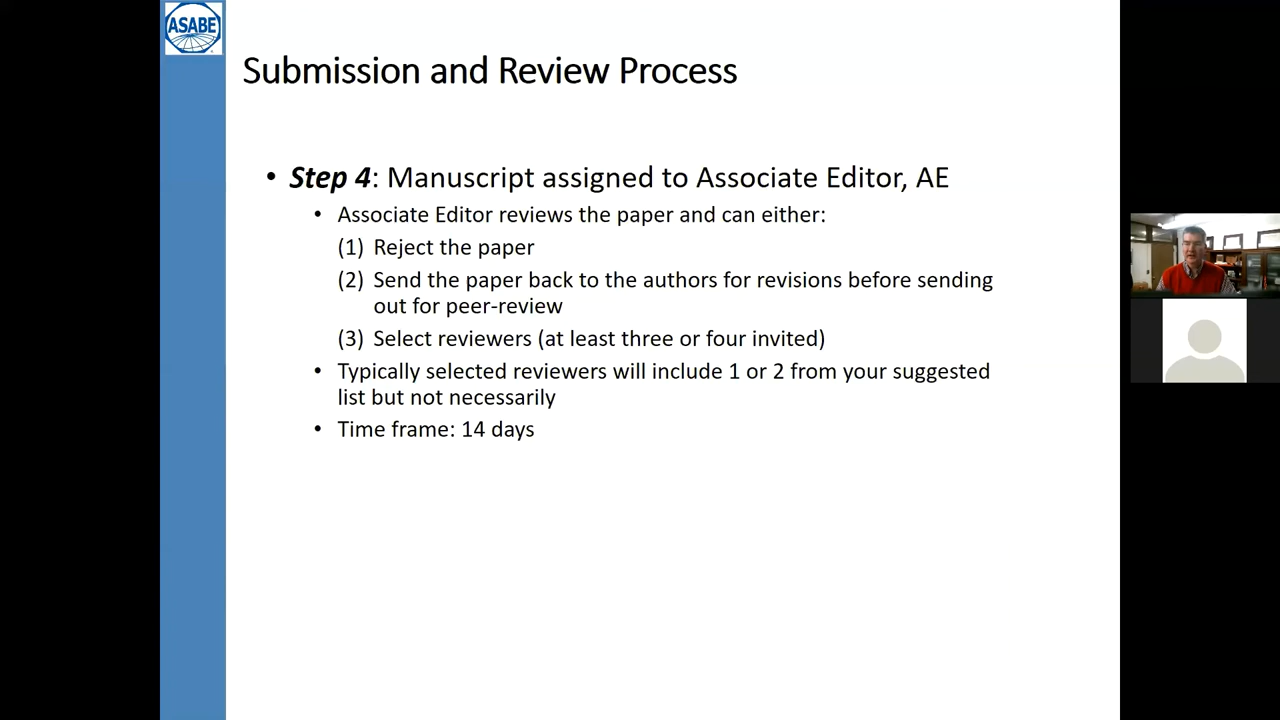 ASABE
Submission and Review Process
• Step 4: Manuscript assigned to Associate Editor, AE
• Associate Editor reviews the paper and can either:
(1) Reject the paper
(2) Send the paper back to the authors for revisions before sending
out for peer-review
(3) Select reviewers (at least three or four invited)
• Typically selected reviewers will include 1 or 2 from your suggested
list but not necessarily
• Time frame: 14 days